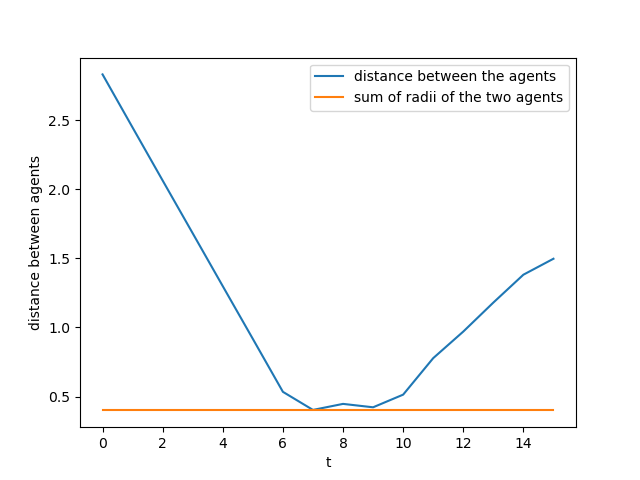 distance between the agents
sum of radii of the two agents
distance between agents
2.5
2.0
1.5
1.0
0.5
0 2 4 6 8 10 12 14
t